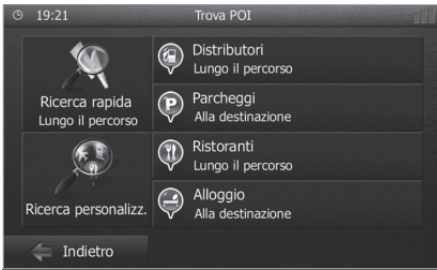 19:21
Trova POI
Ricerca rapida
Lungo il percorso
Ricerca personalizz.
Distributori
Lungo il percorso
P
Parcheggi
Alla destinazione
Ristoranti
Lungo il percorso
Alloggio
Alla destinazione
Indietro